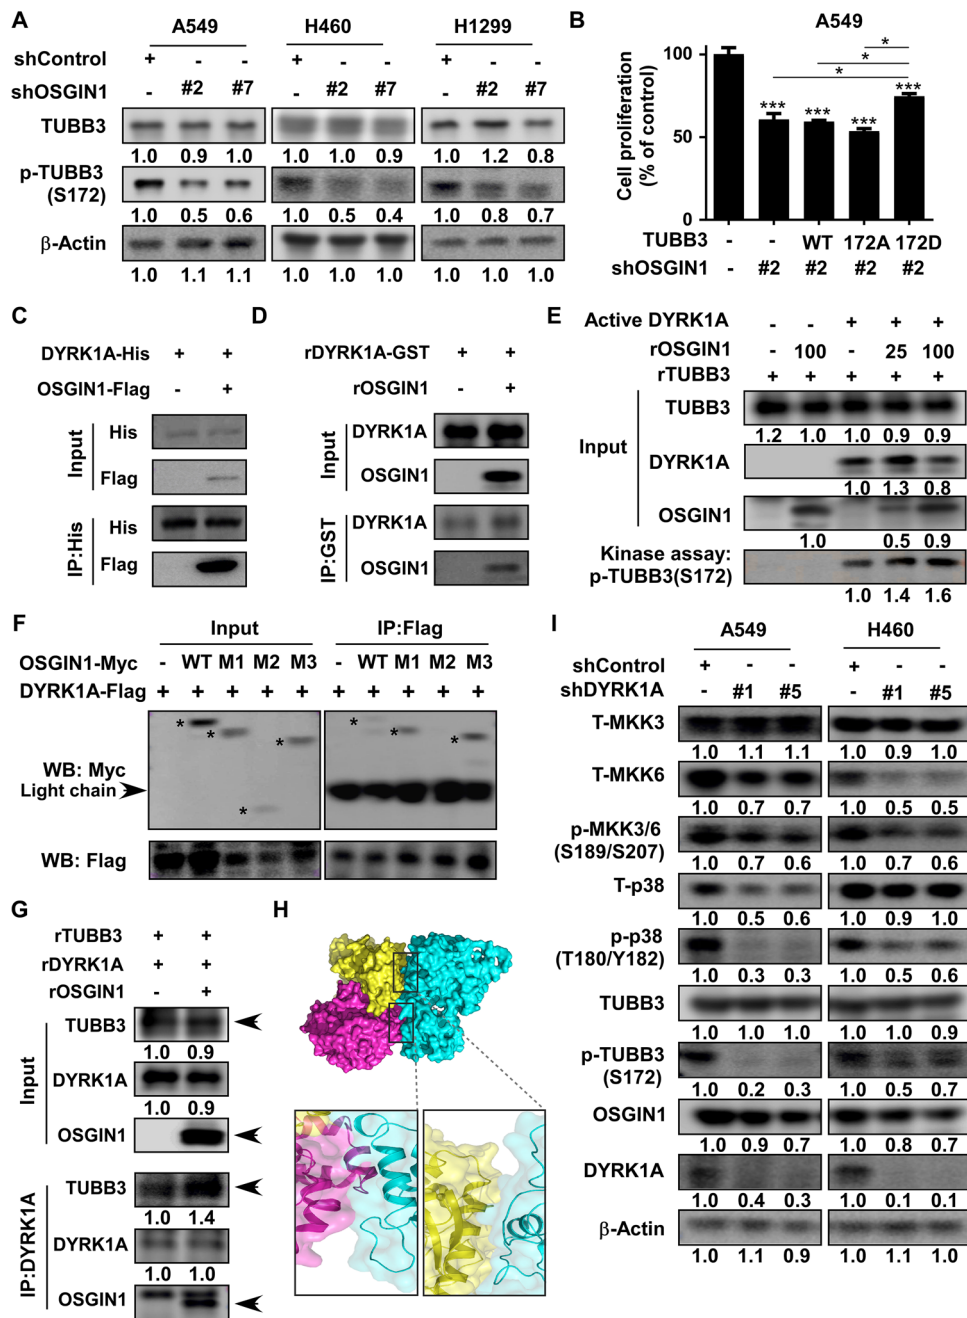 A
A549 H460 H1299
shControl + - - + - - + - -
shOSGIN1 - #2 #7 - #2 #7 - #2 #7
TUBB3
1.0 0.9 1.0 1.0 1.0 0.9 1.0 1.2 0.8
p-TUBB3
(S172)
1.0 0.5 0.6 1.0 0.5 0.4 1.0 0.8 0.7
β-Actin
1.0 1.1 1.1 1.0 1.0 1.0 1.0 1.0 1.0
B
A549
Cell proliferation
(% of control)
100
50
0
*
*
*
*** *** *** ***
TUBB3 - - WT 172A 172D
shOSGIN1 - #2 #2 #2 #2
C
DYRK1A-His + +
OSGIN1-Flag - +
Input
His
Flag
IP:His
His
Flag
D
rDYRK1A-GST + +
rOSGIN1 - +
Input
DYRK1A
OSGIN1
IP:GST
DYRK1A
OSGIN1
E
Active DYRK1A - - + + +
rOSGIN1 - 100 - 25 100
rTUBB3 + + + + +
Input
TUBB3
1.2 1.0 1.0 0.9 0.9
DYRK1A
1.0 1.3 0.8
OSGIN1
1.0 0.5 0.9
Kinase assay:
p-TUBB3(S172)
1.0 1.4 1.6
F
Input IP:Flag
OSGIN1-Myc - WT M1 M2 M3 - WT M1 M2 M3
DYRK1A-Flag + + + + + + + + + +
* * * *
* * *
WB: Myc
Light chain
WB: Flag
G
rTUBB3 + +
rDYRK1A + +
rOSGIN1 - +
Input
TUBB3
1.0 0.9
DYRK1A
1.0 0.9
OSGIN1
IP:DYRK1A
TUBB3
1.0 1.4
DYRK1A
1.0 1.0
OSGIN1
H
I
A549 H460
shControl + - - + - -
shDYRK1A - #1 #5 - #1 #5
T-MKK3
1.0 1.1 1.1 1.0 0.9 1.0
T-MKK6
1.0 0.7 0.7 1.0 0.5 0.5
p-MKK3/6
(S189/S207)
1.0 0.7 0.6 1.0 0.7 0.6
T-p38
1.0 0.5 0.6 1.0 0.9 1.0
p-p38
(T180/Y182)
1.0 0.3 0.3 1.0 0.5 0.6
TUBB3
1.0 1.0 1.0 1.0 1.0 0.9
p-TUBB3
(S172)
1.0 0.2 0.3 1.0 0.5 0.7
OSGIN1
1.0 0.9 0.7 1.0 0.8 0.7
DYRK1A
1.0 0.4 0.3 1.0 0.1 0.1
β-Actin
1.0 1.1 0.9 1.0 1.1 1.0